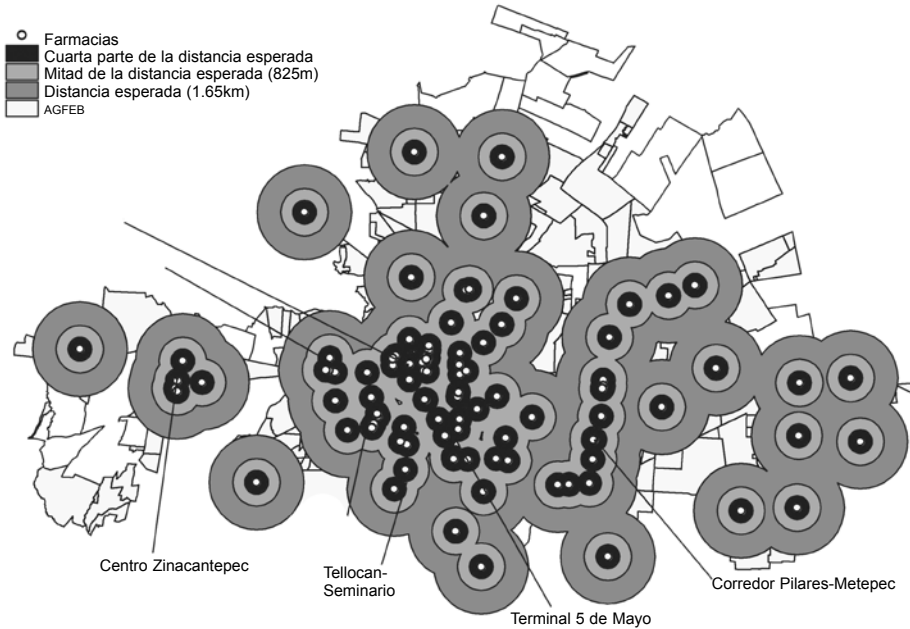 Farmacias
Cuarta parte de la distancia esperada
Mitad de la distancia esperada (825m)
Distancia esperada (1.65km)
AGFEB
Centro Zinacantepec
Tellocan-
Seminario
Corredor Pilares-Metepec
Terminal 5 de Mayo